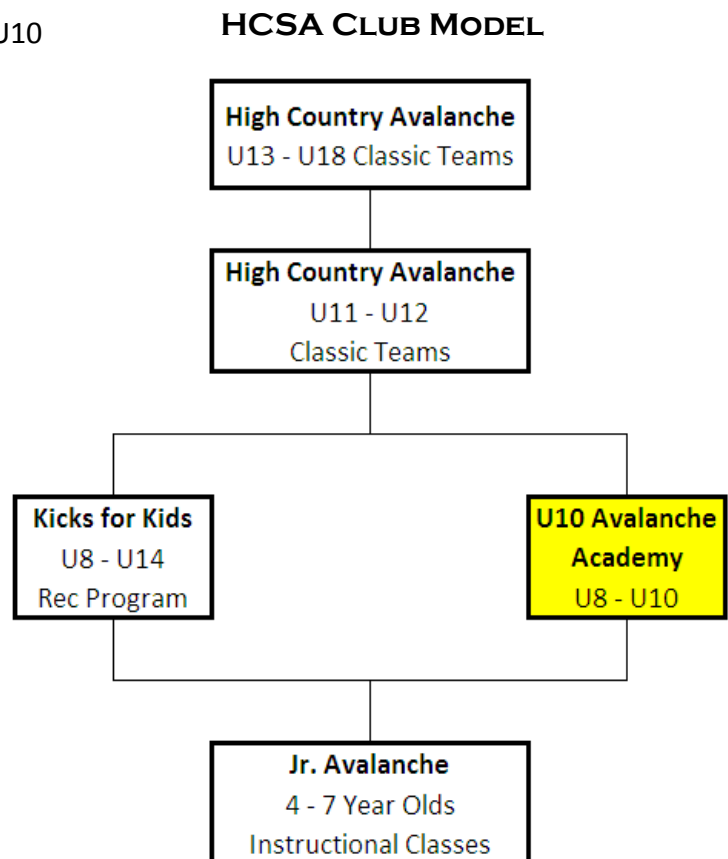 U10
HCSA Club Model
High Country Avalanche
U13 - U18 Classic Teams
High Country Avalanche
U11 - U12
Classic Teams
Kicks for Kids
U8 - U14
Rec Program
U10 Avalanche
Academy
U8 - U10
Jr. Avalanche
4 - 7 Year Olds
Instructional Classes